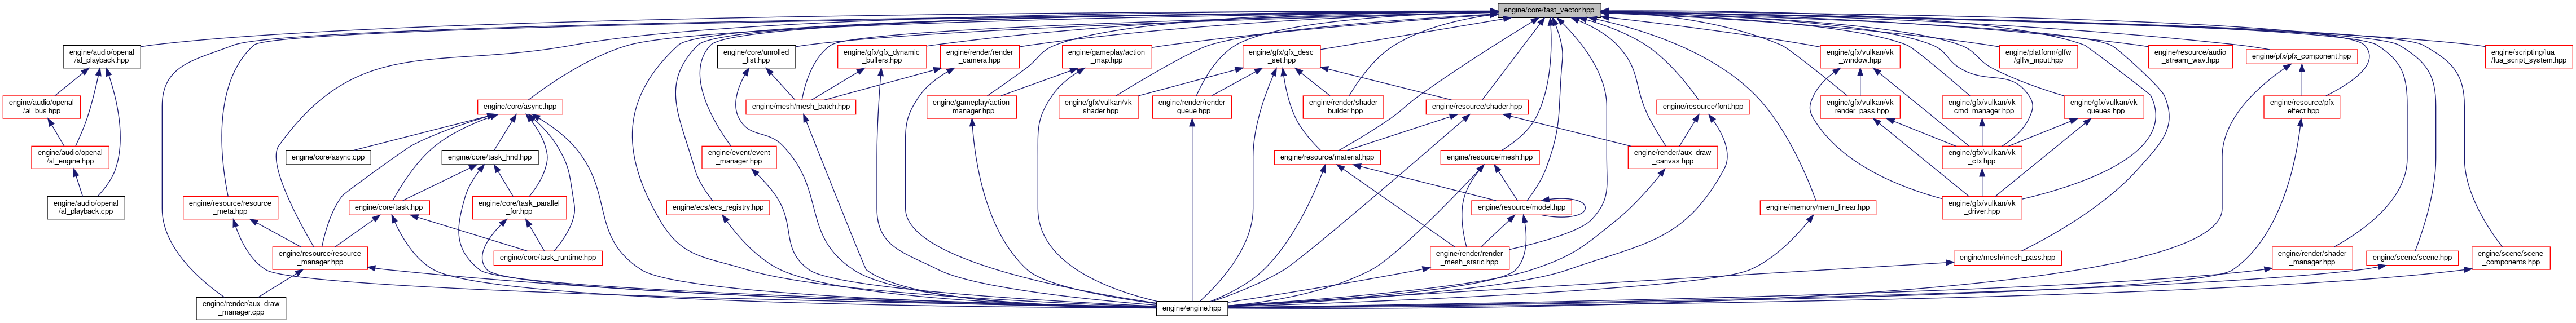 engine/core/fast_vector.hpp
engine/audio/openal
/al_playback.hpp
engine/core/unrolled
_list.hpp
engine/gfx/gfx_dynamic
_buffers.hpp
engine/render/render
_camera.hpp
engine/gameplay/action
_map.hpp
engine/gfx/gfx_desc
_set.hpp
engine/gfx/vulkan/vk
_window.hpp
engine/platform/glfw
/glfw_input.hpp
engine/resource/audio
_stream_wav.hpp
engine/pfx/pfx_component.hpp
engine/scripting/lua
/lua_script_system.hpp
engine/audio/openal
/al_bus.hpp
engine/core/async.hpp
engine/mesh/mesh_batch.hpp
engine/gameplay/action
_manager.hpp
engine/gfx/vulkan/vk
_shader.hpp
engine/render/render
_queue.hpp
engine/render/shader
_builder.hpp
engine/resource/shader.hpp
engine/resource/font.hpp
engine/gfx/vulkan/vk
_render_pass.hpp
engine/gfx/vulkan/vk
_cmd_manager.hpp
engine/gfx/vulkan/vk
_queues.hpp
engine/resource/pfx
_effect.hpp
engine/audio/openal
/al_engine.hpp
engine/core/async.cpp
engine/core/task_hnd.hpp
engine/event/event
_manager.hpp
engine/resource/material.hpp
engine/resource/mesh.hpp
engine/render/aux_draw
_canvas.hpp
engine/gfx/vulkan/vk
_ctx.hpp
engine/audio/openal
/al_playback.cpp
engine/resource/resource
_meta.hpp
engine/core/task.hpp
engine/core/task_parallel
_for.hpp
engine/ecs/ecs_registry.hpp
engine/resource/model.hpp
engine/memory/mem_linear.hpp
engine/gfx/vulkan/vk
_driver.hpp
engine/resource/resource
_manager.hpp
engine/core/task_runtime.hpp
engine/render/render
_mesh_static.hpp
engine/mesh/mesh_pass.hpp
engine/render/shader
_manager.hpp
engine/scene/scene.hpp
engine/scene/scene
_components.hpp
engine/render/aux_draw
_manager.cpp
engine/engine.hpp